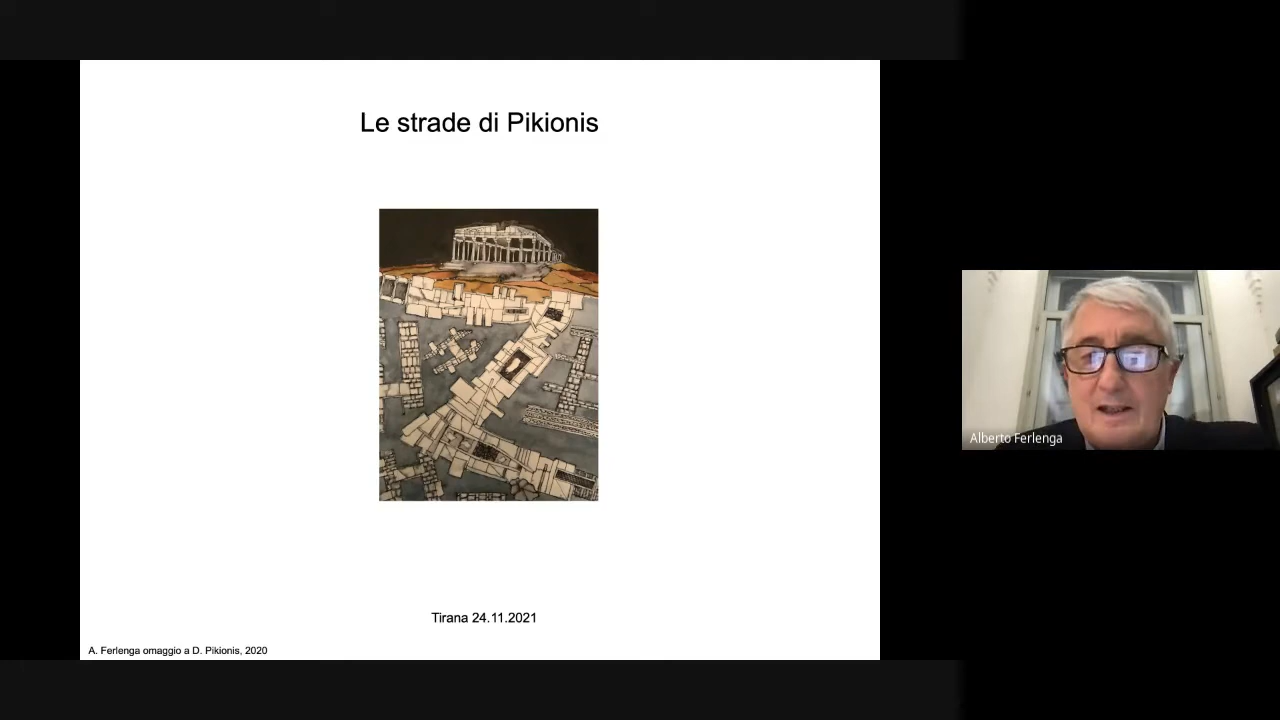 Le strade di Pikionis
Tirana 24.11.2021
A. Ferlenga omaggio a D. Pikionis, 2020
Alberto Ferlenga